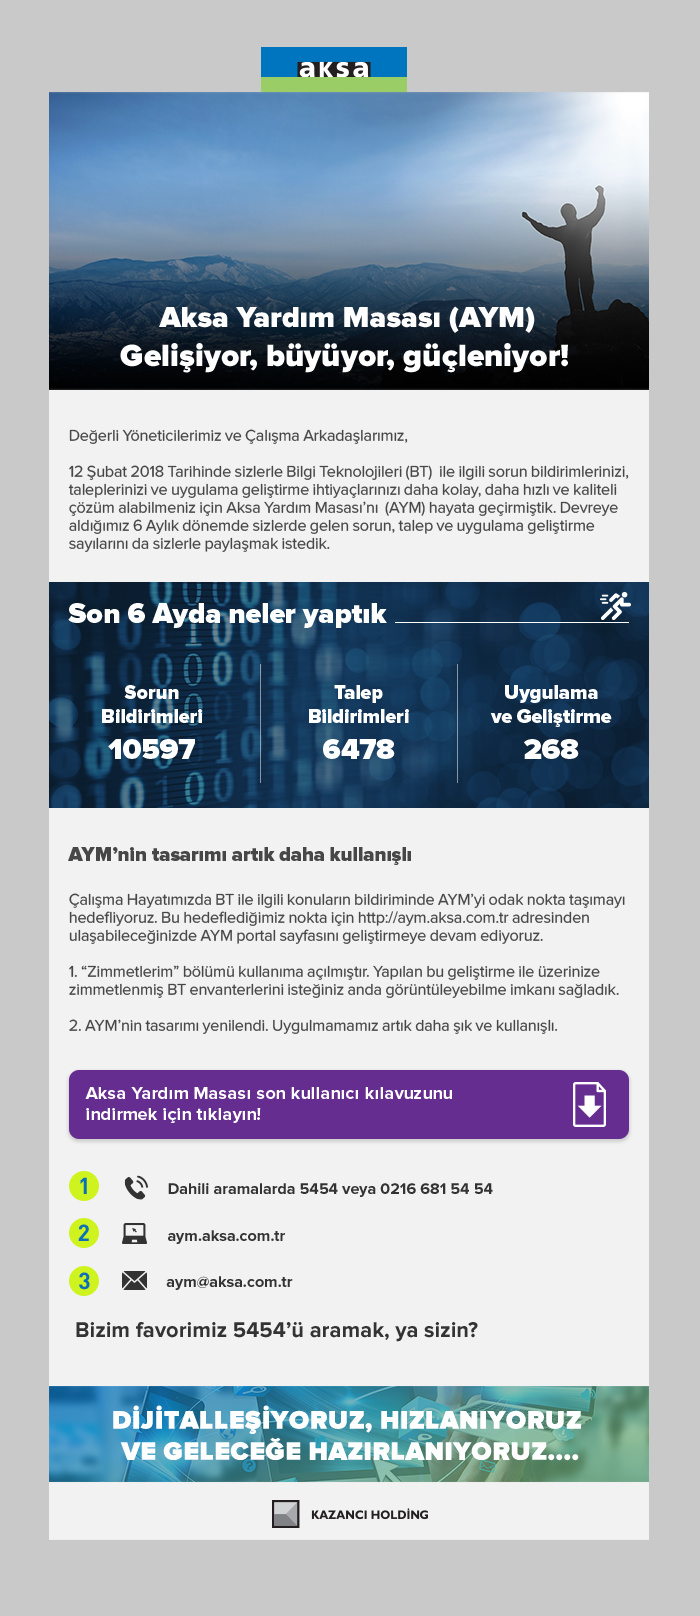 aksa
Aksa Yardım Masası (AYM)
Gelişiyor, büyüyor, güçleniyor!
Değerli Yöneticilerimiz ve Çalışma Arkadaşlarımız,
12 Şubat 2018 Tarihinde sizlerle Bilgi Teknolojileri (BT)  ile ilgili sorun bildirimlerinizi,
taleplerinizi ve uygulama geliştirme ihtiyaçlarınızı daha kolay, daha hızlı ve kaliteli
çözüm alabilmeniz için Aksa Yardım Masası’nı  (AYM) hayata geçirmiştik. Devreye
aldığımız 6 Aylık dönemde sizlerde gelen sorun, talep ve uygulama geliştirme
sayılarını da sizlerle paylaşmak istedik.
Son 6 Ayda neler yaptık
Sorun
Bildirimleri
10597
Talep
Bildirimleri
6478
Uygulama
ve Geliştirme
268
AYM’nin tasarımı artık daha kullanışlı
Çalışma Hayatımızda BT ile ilgili konuların bildiriminde AYM’yi odak nokta taşımayı
hedefliyoruz. Bu hedeflediğimiz nokta için http://aym.aksa.com.tr adresinden
ulaşabileceğinizde AYM portal sayfasını geliştirmeye devam ediyoruz.
1. “Zimmetlerim” bölümü kullanıma açılmıştır. Yapılan bu geliştirme ile üzerinize
zimmetlenmiş BT envanterlerini isteğiniz anda görüntüleyebilme imkanı sağladık.
2. AYM’nin tasarımı yenilendi. Uygulmamamız artık daha şık ve kullanışlı.
Aksa Yardım Masası son kullanıcı kılavuzunu
indirmek için tıklayın!
1 Dahili aramalarda 5454 veya 0216 681 54 54
2 aym.aksa.com.tr
3 aym@aksa.com.tr
Bizim favorimiz 5454’ü aramak, ya sizin?
DİJİTALLEŞİYORUZ, HIZLANIYORUZ
VE GELECEĞE HAZIRLANIYORUZ....
KAZANCI HOLDİNG